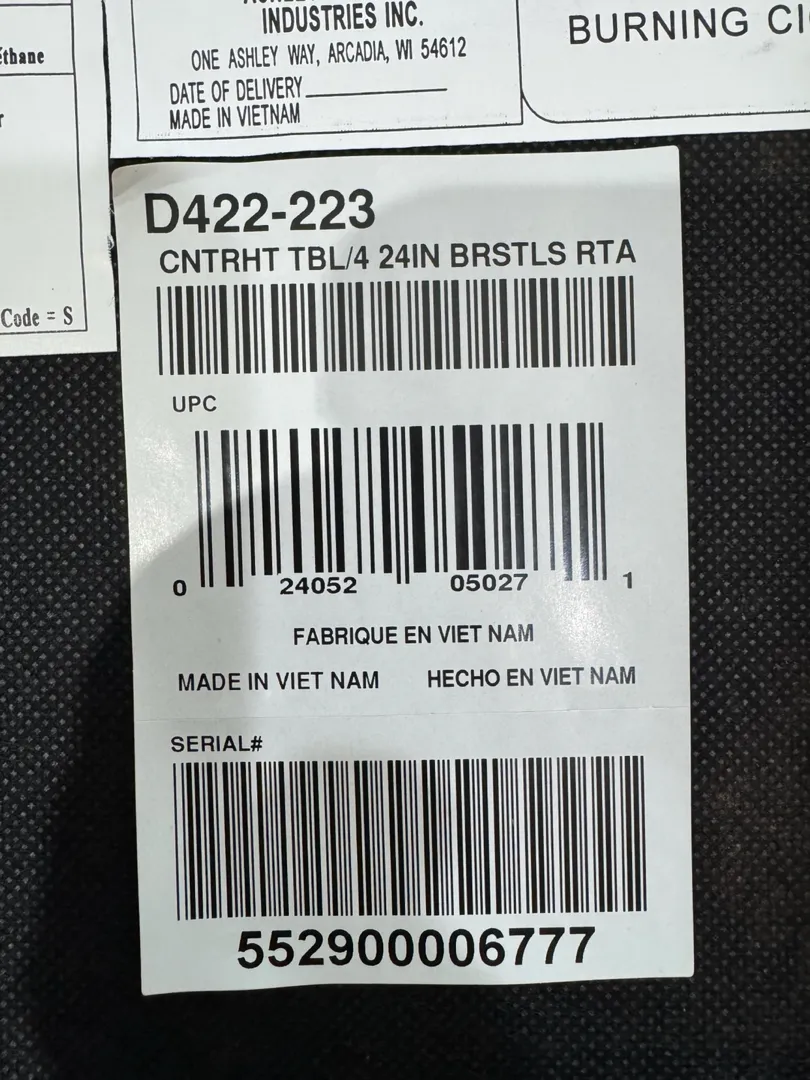 INDUSTRIES INC.
ONE ASHLEY WAY, ARCADIA, WI 54612
DATE OF DELIVERY
MADE IN VIETNAM
BURNING
Code = S
D422-223
CNTRHT TBL/4 24IN BRSTLS RTA
UPC
0 24052 05027 1
FABRIQUE EN VIET NAM
MADE IN VIET NAM HECHO EN VIET NAM
SERIAL#
552900006777